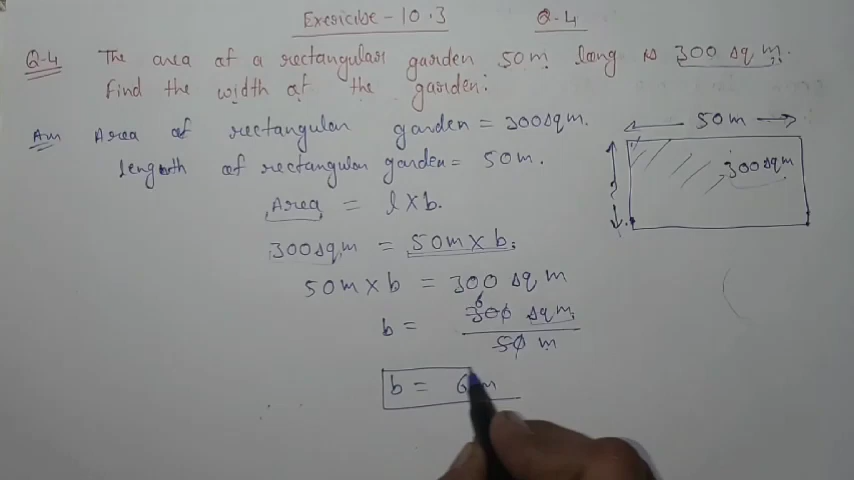 Exercise - 10.3 Q.4
Q.4 The area of a rectangular garden 50m long is 300 sq m.
Find the width of the garden.
Ans Area of rectangular garden = 300sqm.
length of rectangular garden = 50m.
Area = l x b.
300sqm = 50m x b.
50m x b = 300 sq m
6
b = 300 sqm
50 m
b = 6m
50m
300sqm
?